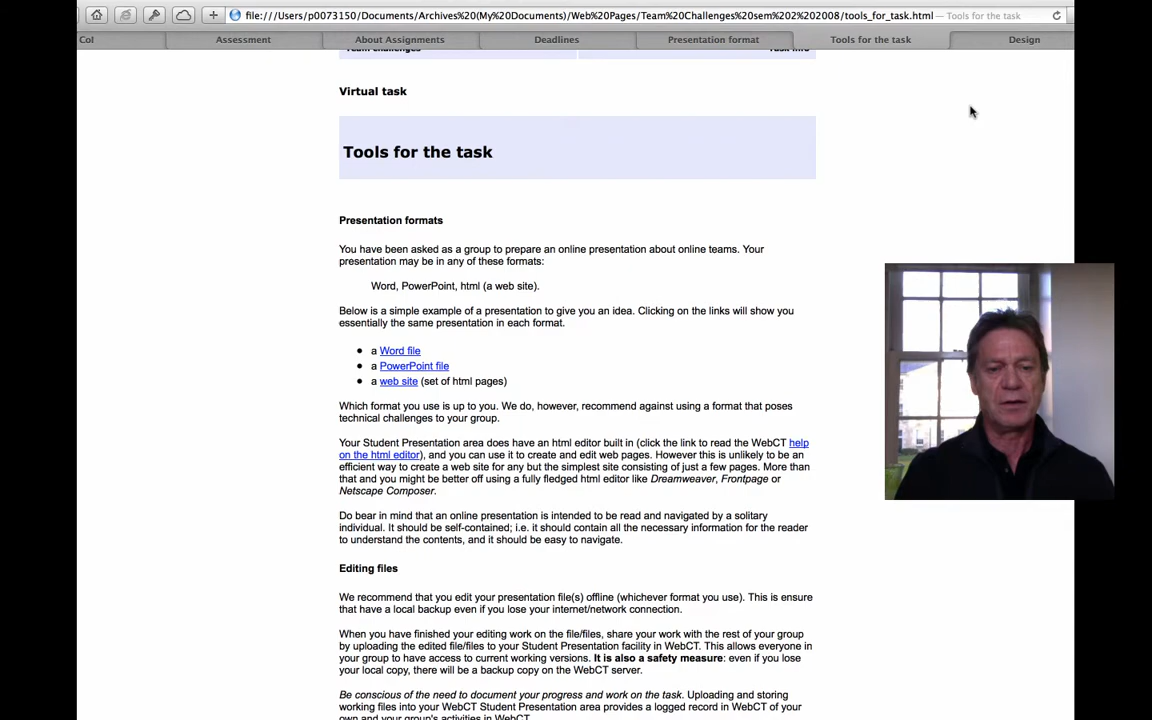 file:///Users/p0073150/Documents/Archives%20(My%20Documents)/Web%20Pages/Team%20Challenges%20sem%202%202008/tools_for_task.html — Tools for the task
Col Assessment About Assignments Deadlines Presentation format Tools for the task Design
Team challenges Task info
Virtual task
Tools for the task
Presentation formats
You have been asked as a group to prepare an online presentation about online teams. Your
presentation may be in any of these formats:
Word, PowerPoint, html (a web site).
Below is a simple example of a presentation to give you an idea. Clicking on the links will show you
essentially the same presentation in each format.
• a Word file
• a PowerPoint file
• a web site (set of html pages)
Which format you use is up to you. We do, however, recommend against using a format that poses
technical challenges to your group.
Your Student Presentation area does have an html editor built in (click the link to read the WebCT help
on the html editor), and you can use it to create and edit web pages. However this is unlikely to be an
efficient way to create a web site for any but the simplest site consisting of just a few pages. More than
that and you might be better off using a fully fledged html editor like Dreamweaver, Frontpage or
Netscape Composer.
Do bear in mind that an online presentation is intended to be read and navigated by a solitary
individual. It should be self-contained; i.e. it should contain all the necessary information for the reader
to understand the contents, and it should be easy to navigate.
Editing files
We recommend that you edit your presentation file(s) offline (whichever format you use). This is ensure
that have a local backup even if you lose your internet/network connection.
When you have finished your editing work on the file/files, share your work with the rest of your group
by uploading the edited file/files to your Student Presentation facility in WebCT. This allows everyone in
your group to have access to current working versions. It is also a safety measure: even if you lose
your local copy, there will be a backup copy on the WebCT server.
Be conscious of the need to document your progress and work on the task. Uploading and storing
working files into your WebCT Student Presentation area provides a logged record in WebCT of your
own and your group's activities in WebCT.